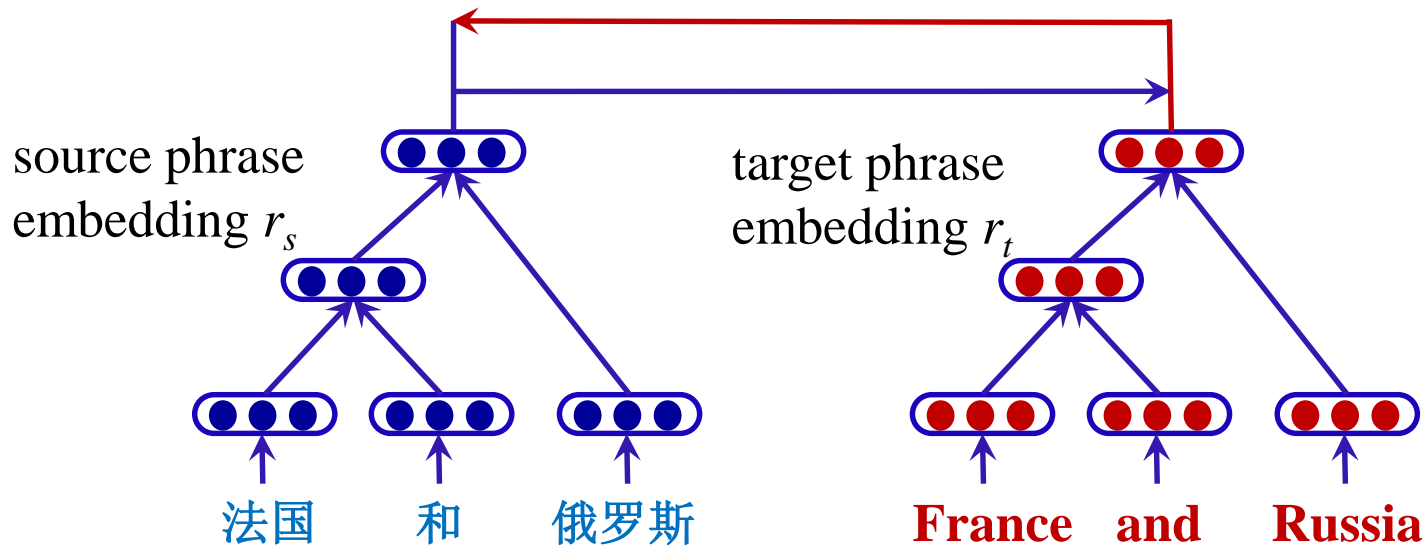 source phrase
embedding r_s
target phrase
embedding r_t
法国 和 俄罗斯
France and Russia